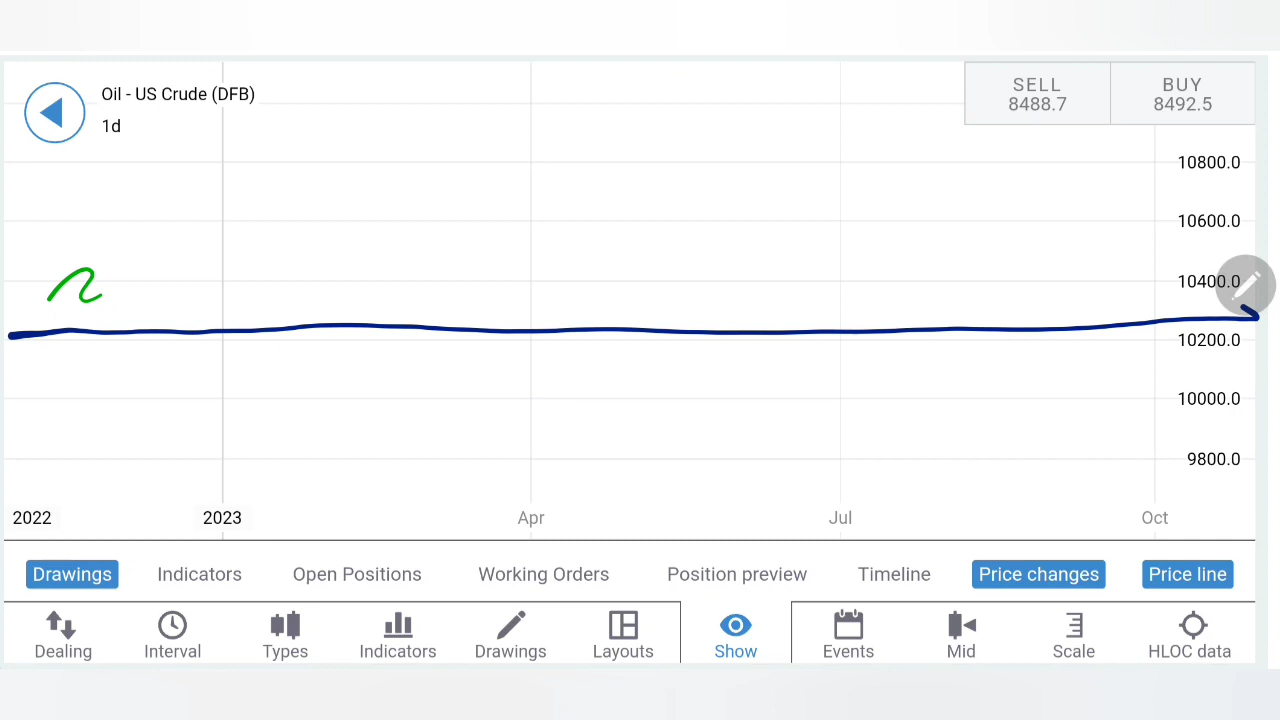 Oil - US Crude (DFB)
1d
SELL BUY
8488.7 8492.5
10800.0
10600.0
10400.0
10200.0
10000.0
9800.0
2022 2023 Apr Jul Oct
Drawings Indicators Open Positions Working Orders Position preview Timeline Price changes Price line
Dealing Interval Types Indicators Drawings Layouts Show Events Mid Scale HLOC data